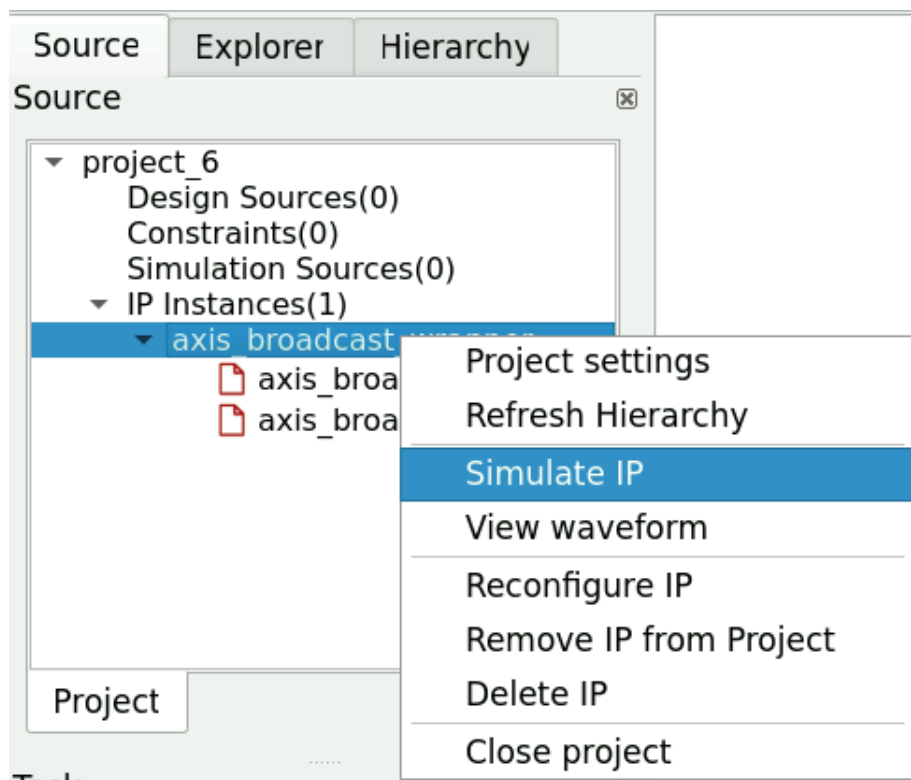 Source Explorer Hierarchy
Source
project_6
Design Sources(0)
Constraints(0)
Simulation Sources(0)
IP Instances(1)
axis_broadcast_wrapper
axis_broa
axis_broa
Project settings
Refresh Hierarchy
Simulate IP
View waveform
Reconfigure IP
Remove IP from Project
Delete IP
Close project
Project